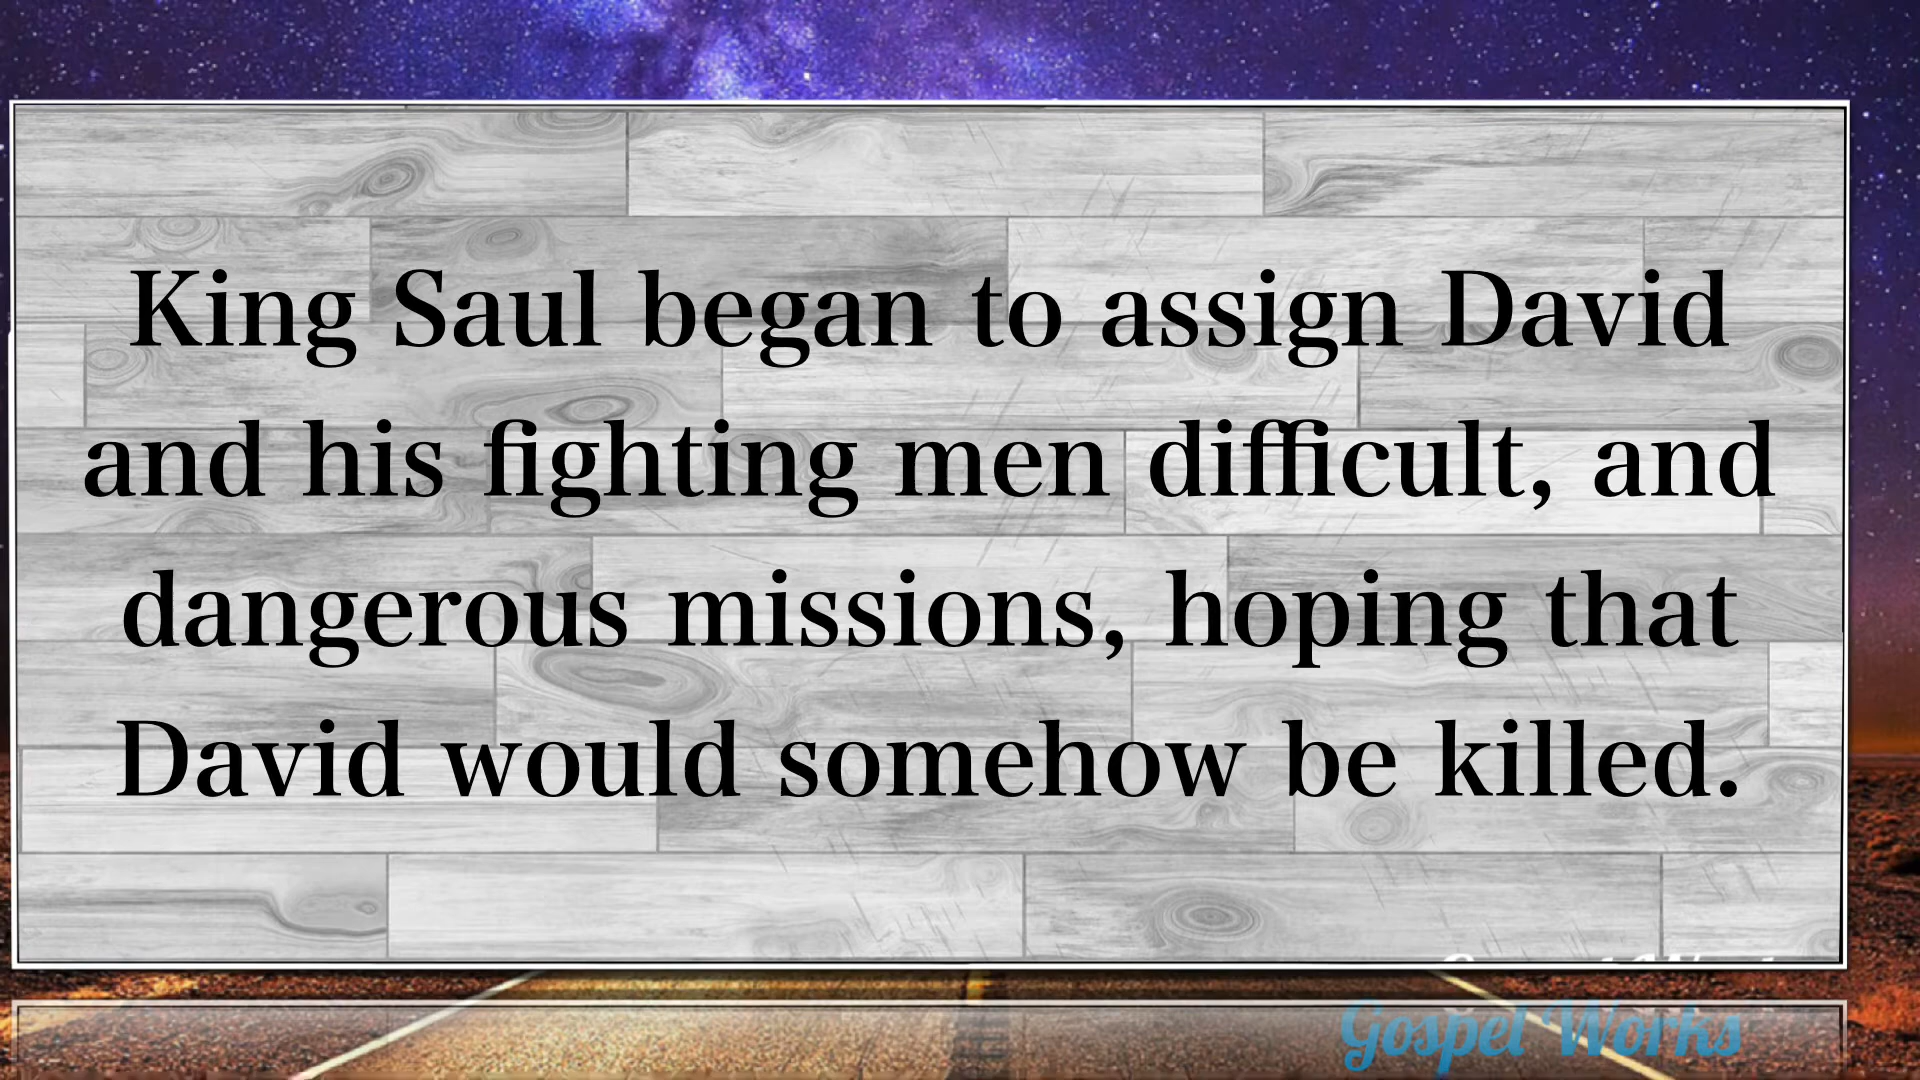 King Saul began to assign David
and his fighting men difficult, and
dangerous missions, hoping that
David would somehow be killed.
Gospel Works